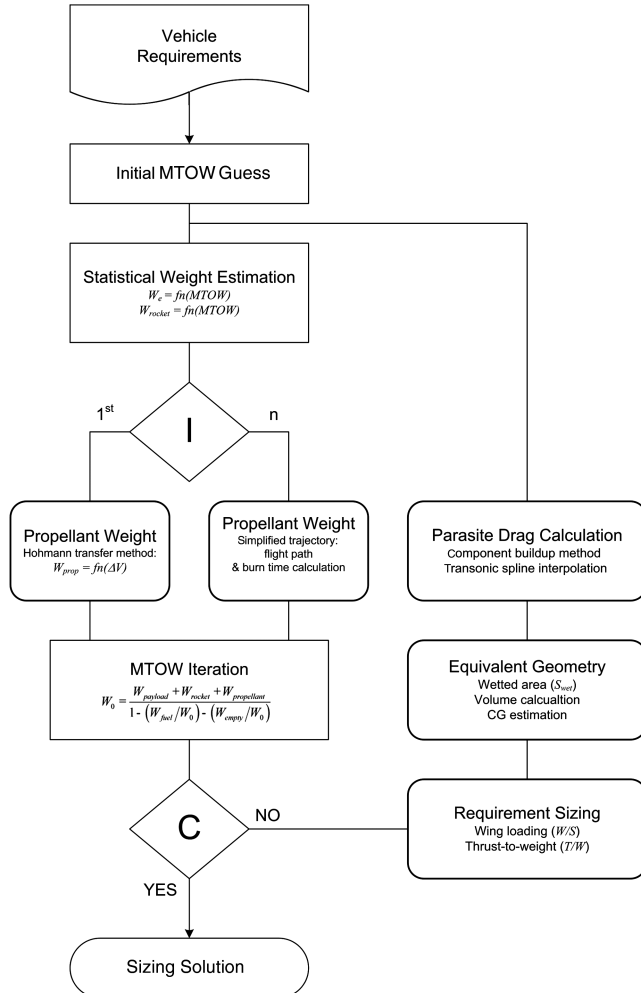 Vehicle
Requirements
Initial MTOW Guess
Statistical Weight Estimation
W_e = fn(MTOW)
W_rocket = fn(MTOW)
1^st
I
n
Propellant Weight
Hohmann transfer method:
W_prop = fn(ΔV)
Propellant Weight
Simplified trajectory:
flight path
& burn time calculation
Parasite Drag Calculation
Component buildup method
Transonic spline interpolation
MTOW Iteration
W_0 = (W_payload + W_rocket + W_propellant) / (1 - (W_fuel/W_0) - (W_empty/W_0))
Equivalent Geometry
Wetted area (S_wet)
Volume calcualtion
CG estimation
C
NO
YES
Requirement Sizing
Wing loading (W/S)
Thrust-to-weight (T/W)
Sizing Solution